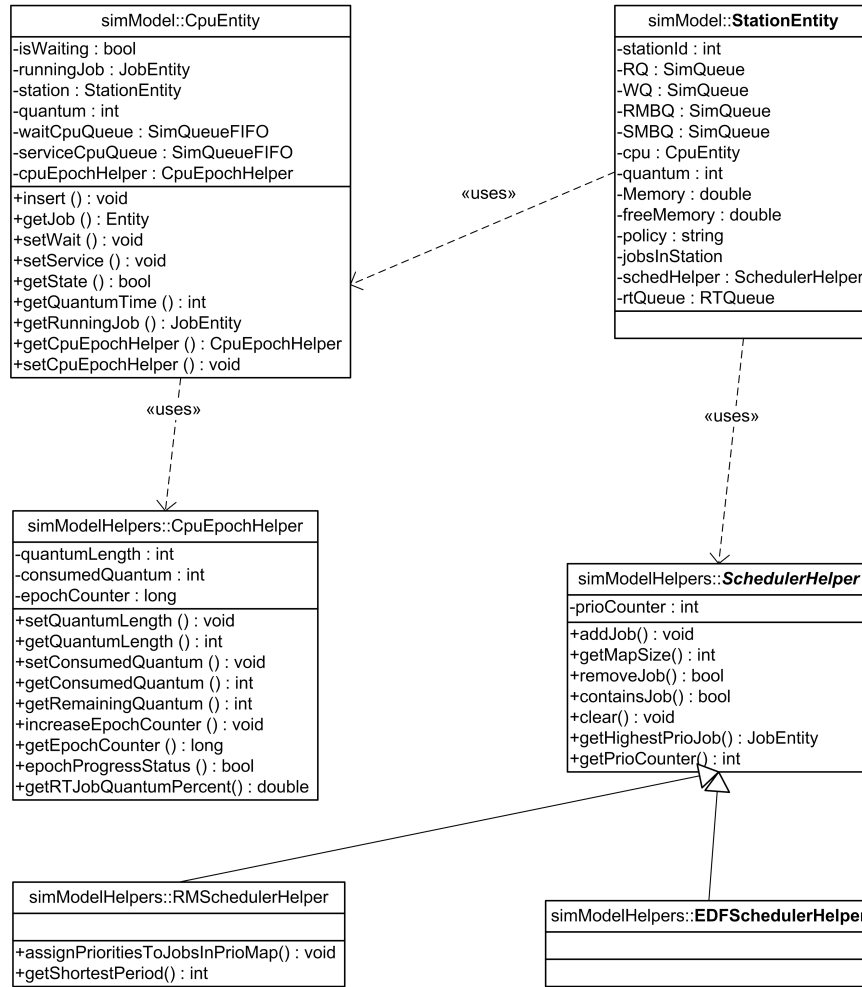 simModel::CpuEntity
-isWaiting : bool
-runningJob : JobEntity
-station : StationEntity
-quantum : int
-waitCpuQueue : SimQueueFIFO
-serviceCpuQueue : SimQueueFIFO
-cpuEpochHelper : CpuEpochHelper
+insert () : void
+getJob () : Entity
+setWait () : void
+setService () : void
+getState () : bool
+getQuantumTime () : int
+getRunningJob () : JobEntity
+getCpuEpochHelper () : CpuEpochHelper
+setCpuEpochHelper () : void
simModel::StationEntity
-stationId : int
-RQ : SimQueue
-WQ : SimQueue
-RMBQ : SimQueue
-SMBQ : SimQueue
-cpu : CpuEntity
-quantum : int
-Memory : double
-freeMemory : double
-policy : string
-jobsInStation
-schedHelper : SchedulerHelper
-rtQueue : RTQueue
«uses»
«uses»
«uses»
simModelHelpers::CpuEpochHelper
-quantumLength : int
-consumedQuantum : int
-epochCounter : long
+setQuantumLength () : void
+getQuantumLength () : int
+setConsumedQuantum () : void
+getConsumedQuantum () : int
+getRemainingQuantum () : int
+increaseEpochCounter () : void
+getEpochCounter () : long
+epochProgressStatus () : bool
+getRTJobQuantumPercent() : double
simModelHelpers::SchedulerHelper
-prioCounter : int
+addJob() : void
+getMapSize() : int
+removeJob() : bool
+containsJob() : bool
+clear() : void
+getHighestPrioJob() : JobEntity
+getPrioCounter() : int
simModelHelpers::RMSchedulerHelper
+assignPrioritiesToJobsInPrioMap() : void
+getShortestPeriod() : int
simModelHelpers::EDFSchedulerHelper